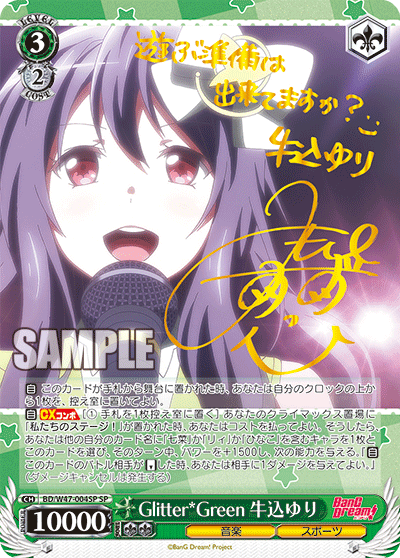 LEVEL
3
2
COST
遊ぶ準備は
出来てますか?
牛込ゆり
SAMPLE
自 このカードが手札から舞台に置かれた時、あなたは自分のクロックの上か
ら1枚を、控え室に置いてよい。
自 CXコンボ [① 手札を1枚控え室に置く] あなたのクライマックス置場に
「私たちのステージ!」が置かれた時、あなたはコストを払ってよい。そうしたら、
あなたは他の自分のカード名に「七菜」か「リィ」か「ひなこ」を含むキャラを1枚と
このカードを選び、そのターン中、パワーを+1500し、次の能力を与える。『自
このカードのバトル相手が した時、あなたは相手に1ダメージを与えてよい。』
(ダメージキャンセルは発生する)
BD/W47-004SP SP
10000
Glitter*Green 牛込ゆり
音楽
スポーツ
BanG Dream!
©BanG Dream! Project